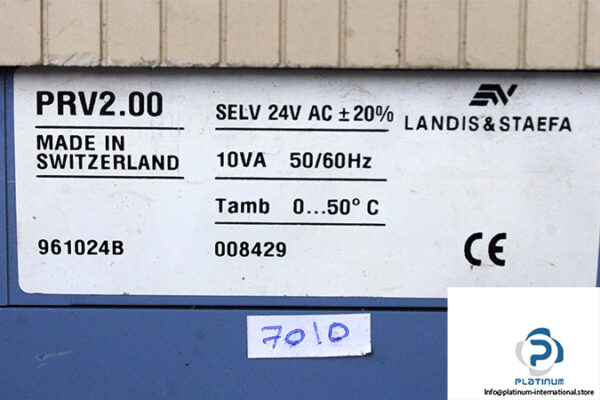 PRV2.00
MADE IN
SWITZERLAND
961024B
SELV 24V AC ± 20%
10VA 50/60Hz
Tamb 0...50° C
008429
LANDIS & STAEFA
CE
7010
PLATINUM
Info@platinum-international.store